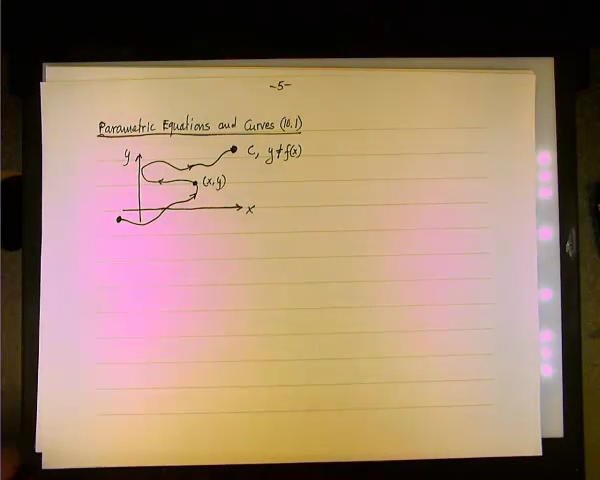 -5-
Parametric Equations and Curves (10.1)
y
C, y ≠ f(x)
(x, y)
x